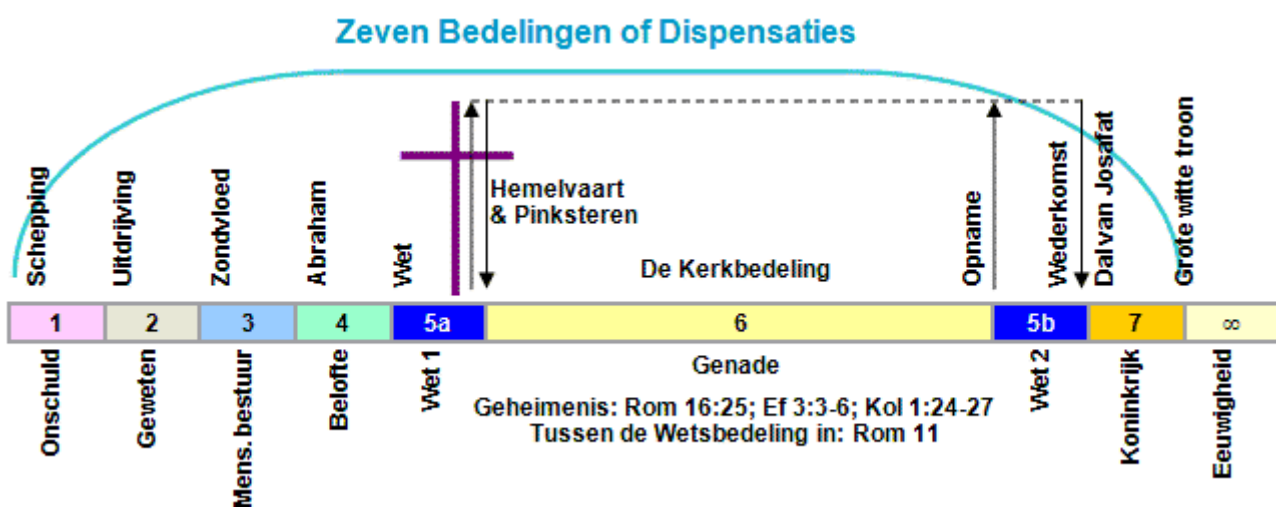 Zeven Bedelingen of Dispensaties
Schepping
Uitdrijving
Zondvloed
Abraham
Wet
Hemelvaart
& Pinksteren
De Kerkbedeling
Opname
Wederkomst
Dal van Josafat
Grote witte troon
1
2
3
4
5a
6
5b
7
∞
Onschuld
Geweten
Mens. bestuur
Belofte
Wet 1
Genade
Geheimenis: Rom 16:25; Ef 3:3-6; Kol 1:24-27
Tussen de Wetsbedeling in: Rom 11
Wet 2
Koninkrijk
Eeuwigheid